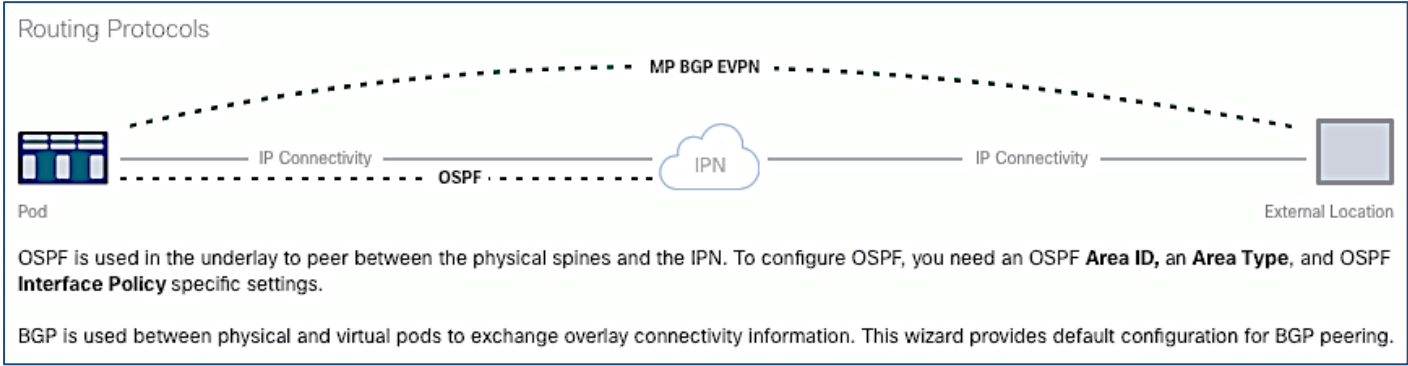 Routing Protocols
MP BGP EVPN
IP Connectivity
IPN
IP Connectivity
OSPF
Pod
External Location
OSPF is used in the underlay to peer between the physical spines and the IPN. To configure OSPF, you need an OSPF Area ID, an Area Type, and OSPF
Interface Policy specific settings.
BGP is used between physical and virtual pods to exchange overlay connectivity information. This wizard provides default configuration for BGP peering.